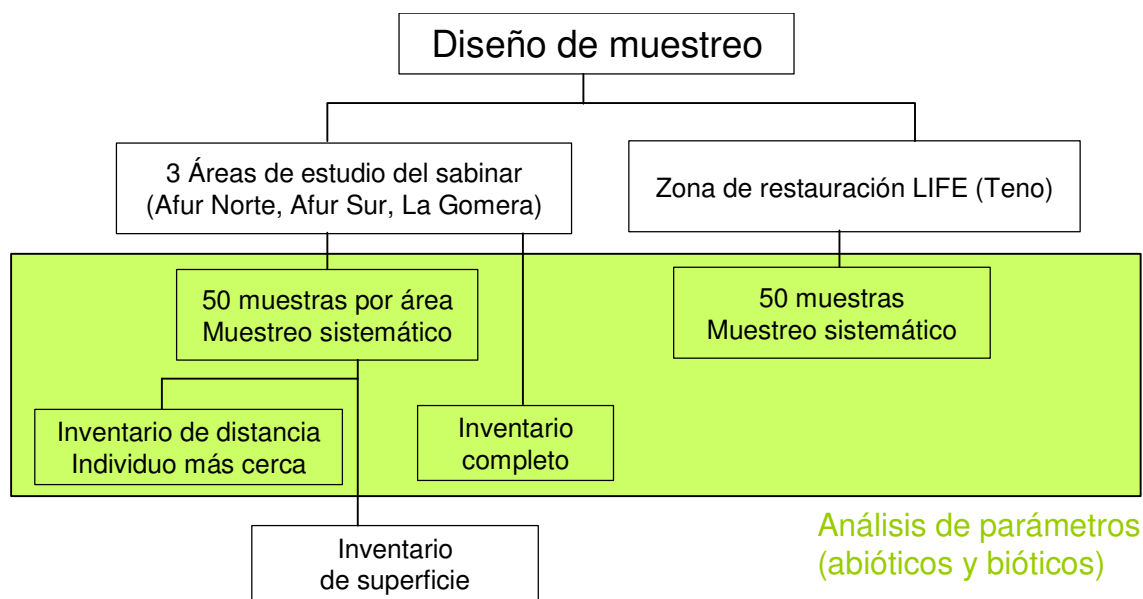 Diseño de muestreo
3 Áreas de estudio del sabinar
(Afur Norte, Afur Sur, La Gomera)
Zona de restauración LIFE (Teno)
50 muestras por área
Muestreo sistemático
50 muestras
Muestreo sistemático
Inventario de distancia
Individuo más cerca
Inventario
completo
Inventario
de superficie
Análisis de parámetros
(abióticos y bióticos)